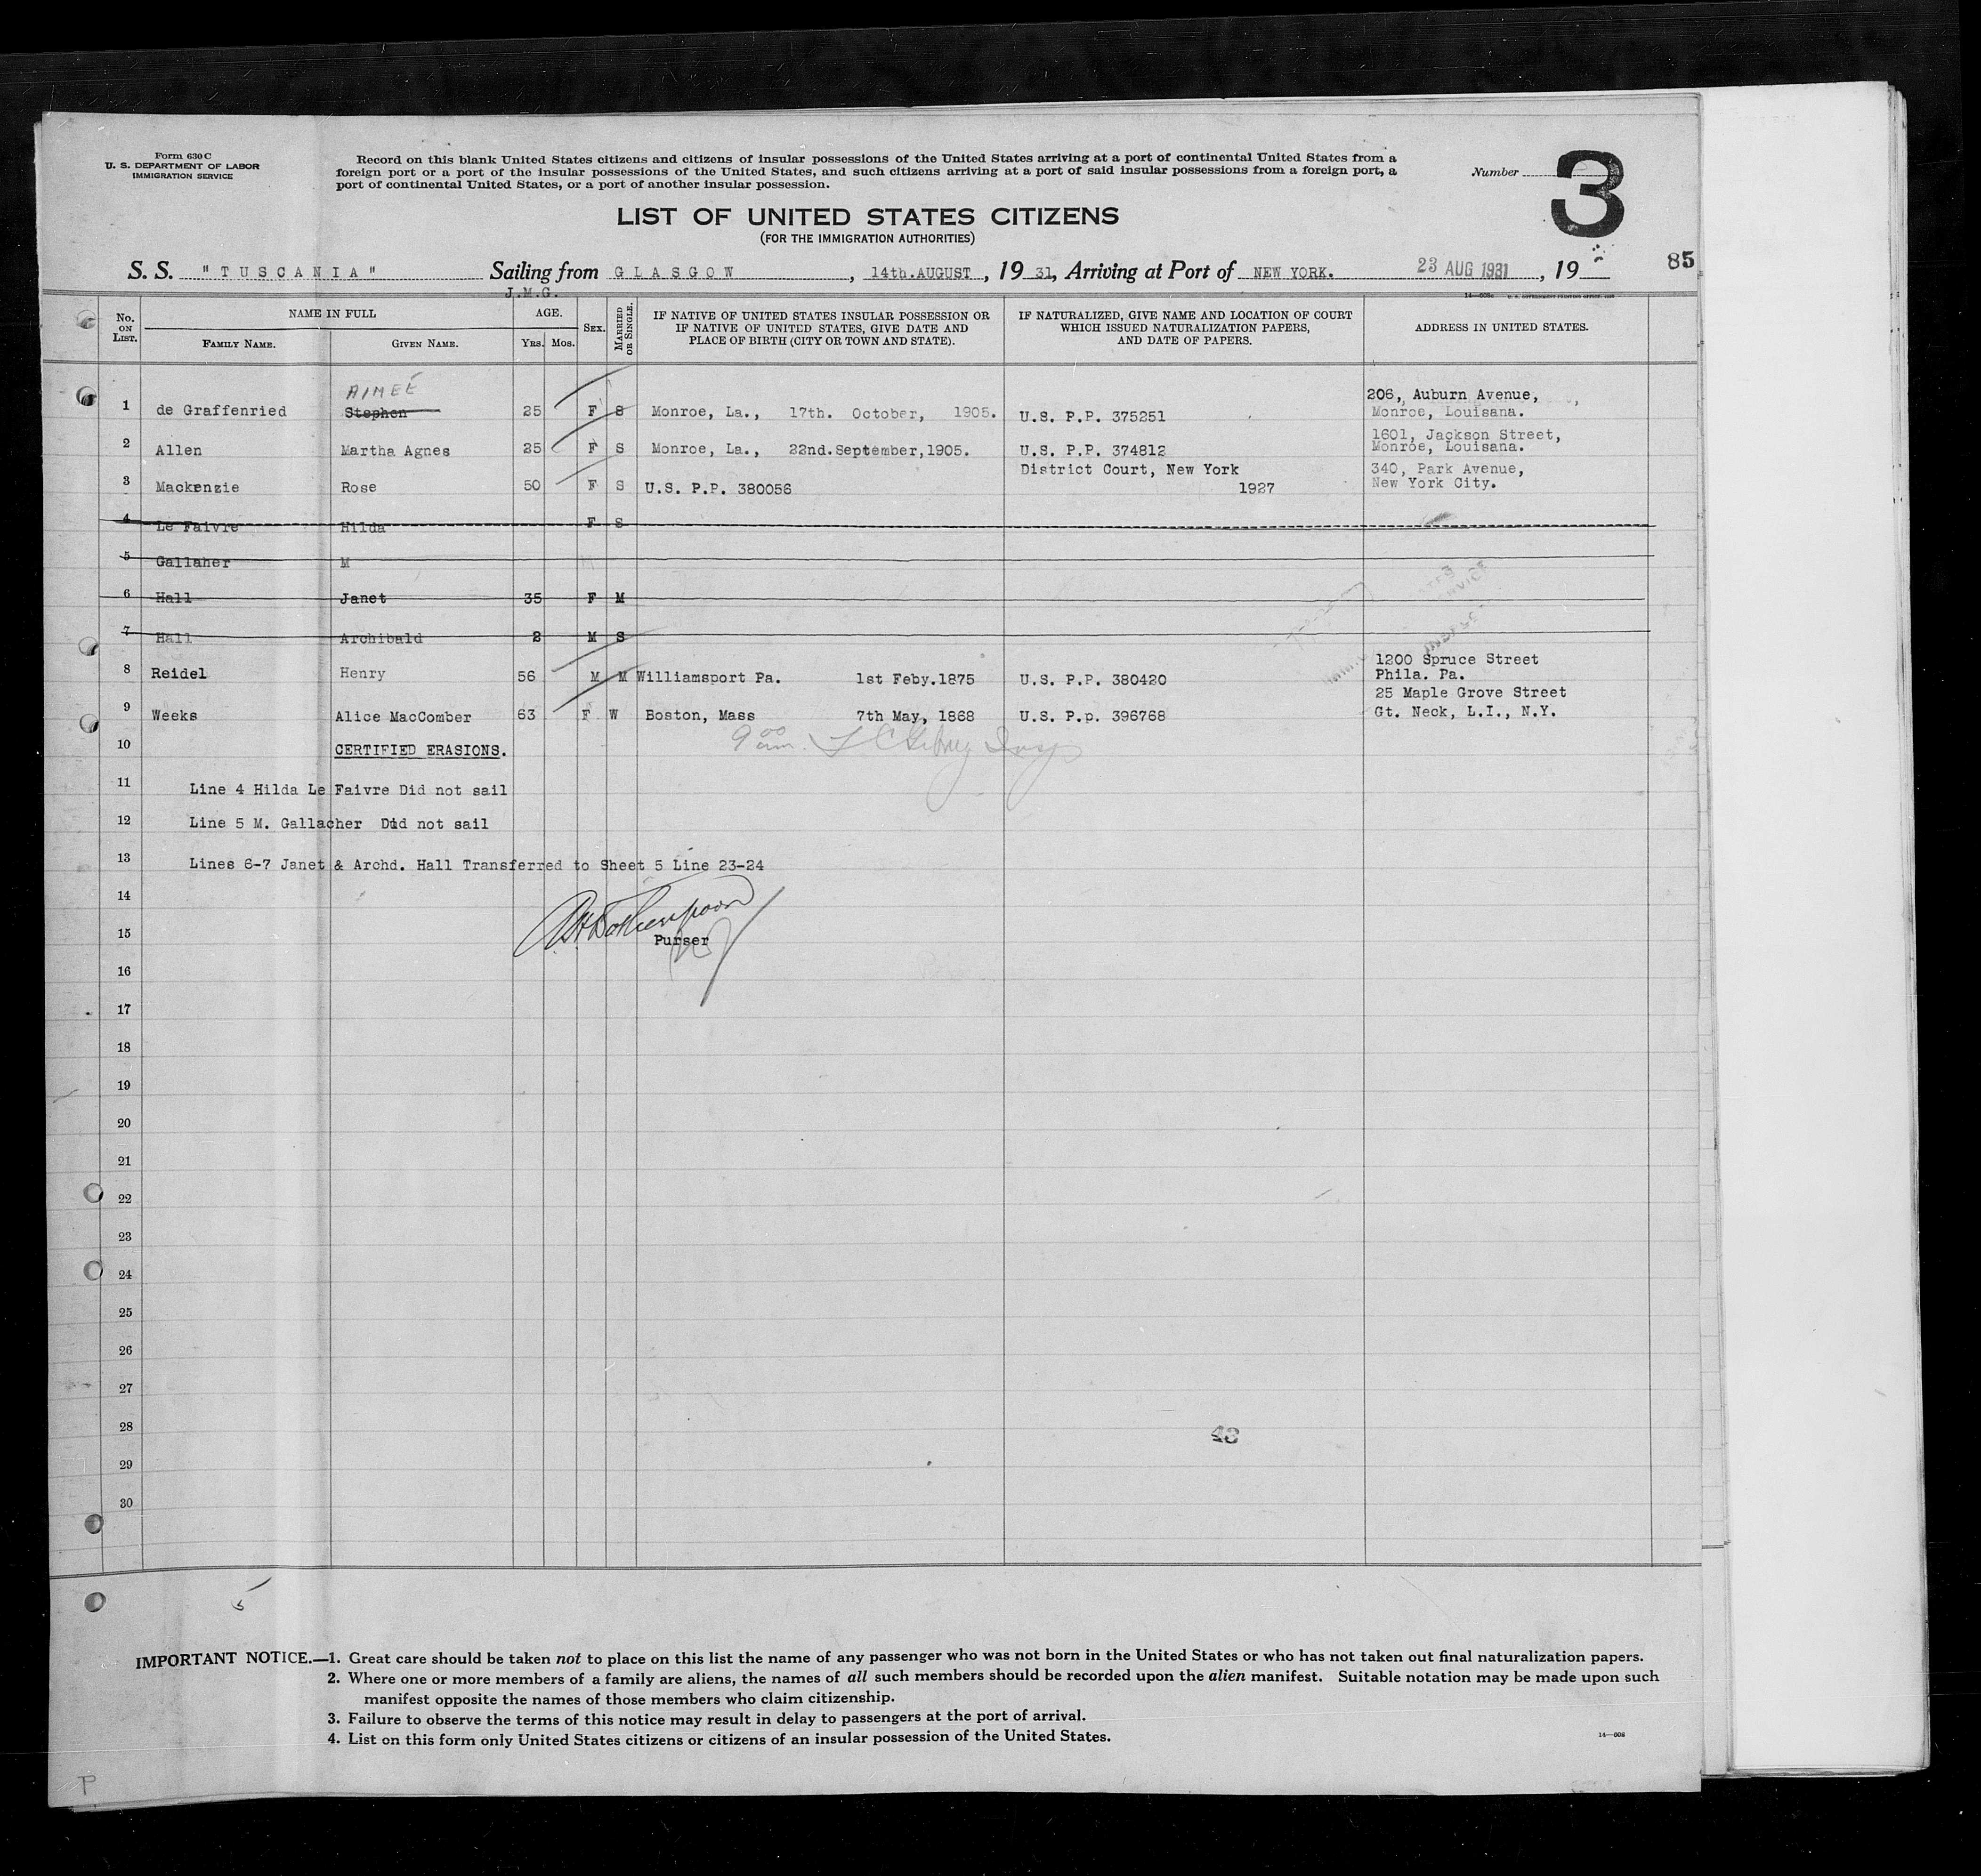 Form 630 C
U. S. DEPARTMENT OF LABOR
IMMIGRATION SERVICE
Record on this blank United States citizens and citizens of insular possessions of the United States arriving at a port of continental United States from a
foreign port or a port of the insular possessions of the United States, and such citizens arriving at a port of said insular possessions from a foreign port, a
port of continental United States, or a port of another insular possession.
Number 3
LIST OF UNITED STATES CITIZENS
(FOR THE IMMIGRATION AUTHORITIES)
S. S. "TUSCANIA" Sailing from GLASGOW, 14th.AUGUST, 19 31, Arriving at Port of NEW YORK. 23 AUG 1931, 19
85
J.M.G.
No. ON LIST. NAME IN FULL AGE. SEX. MARRIED OR SINGLE. IF NATIVE OF UNITED STATES INSULAR POSSESSION OR IF NATIVE OF UNITED STATES, GIVE DATE AND PLACE OF BIRTH (CITY OR TOWN AND STATE). IF NATURALIZED, GIVE NAME AND LOCATION OF COURT WHICH ISSUED NATURALIZATION PAPERS, AND DATE OF PAPERS. ADDRESS IN UNITED STATES.
FAMILY NAME. GIVEN NAME. YRS. MOS.
AIMEÉ
1 de Graffenried Stephen 25 F S Monroe, La., 17th. October, 1905. U.S. P.P. 375251 206, Auburn Avenue, Monroe, Louisana.
2 Allen Martha Agnes 25 F S Monroe, La., 22nd.September,1905. U.S. P.P. 374812 1601, Jackson Street, Monroe, Louisana.
3 Mackenzie Rose 50 F S U.S. P.P. 380056 District Court, New York 1927 340, Park Avenue, New York City.
4 Le Faivre Hilda F S
5 Gallaher M
6 Hall Janet 35 F M
7 Hall Archibald 2 M S
8 Reidel Henry 56 M M Williamsport Pa. 1st Feby.1875 U.S. P.P. 380420 1200 Spruce Street Phila. Pa.
9 Weeks Alice MacComber 63 F W Boston, Mass 7th May, 1868 U.S. P.p. 396768 25 Maple Grove Street Gt. Neck, L.I., N.Y.
10 CERTIFIED ERASIONS. 9 00 am.
11 Line 4 Hilda Le Faivre Did not sail
12 Line 5 M. Gallacher Did not sail
13 Lines 6-7 Janet & Archd. Hall Transferred to Sheet 5 Line 23-24
14
15 Purser
16
17
18
19
20
21
22
23
24
25
26
27
28 48
29
30
IMPORTANT NOTICE.—1. Great care should be taken not to place on this list the name of any passenger who was not born in the United States or who has not taken out final naturalization papers.
2. Where one or more members of a family are aliens, the names of all such members should be recorded upon the alien manifest. Suitable notation may be made upon such
manifest opposite the names of those members who claim citizenship.
3. Failure to observe the terms of this notice may result in delay to passengers at the port of arrival.
4. List on this form only United States citizens or citizens of an insular possession of the United States.
14—608
P